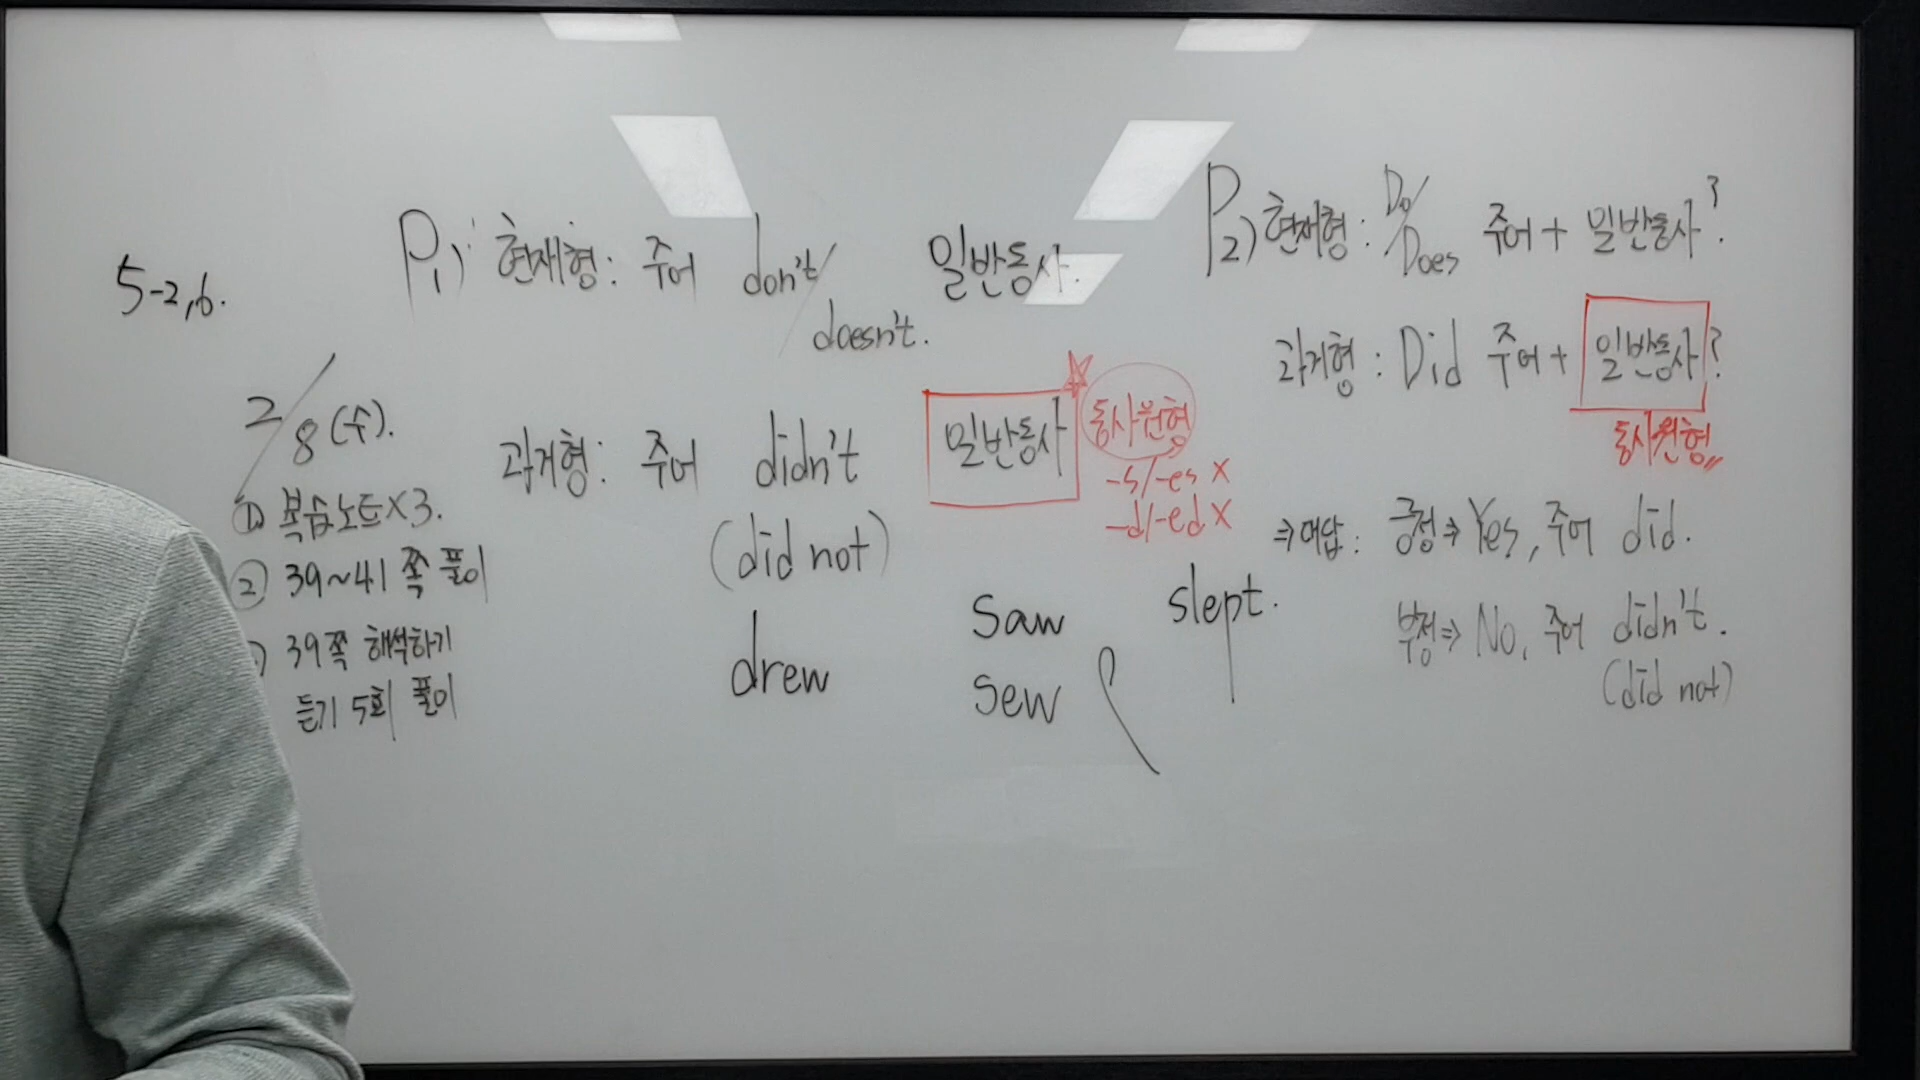 5-2,6.
2/8(수).
① 복습노트×3.
② 39~41 쪽 풀이
39쪽 해석하기
듣기 5회 풀이
P1) 현재형: 주어 don't/doesn't. 일반동사.
과거형: 주어 didn't 일반동사 동사원형
(did not)
-s/-es X
-d/-ed X
drew
saw
sew
slept.
P2) 현재형: Do/Does 주어 + 일반동사?
과거형: Did 주어 + 일반동사?
동사원형
⇒ 대답: 긍정⇒ Yes, 주어 did.
부정⇒ No, 주어 didn't.
(did not)